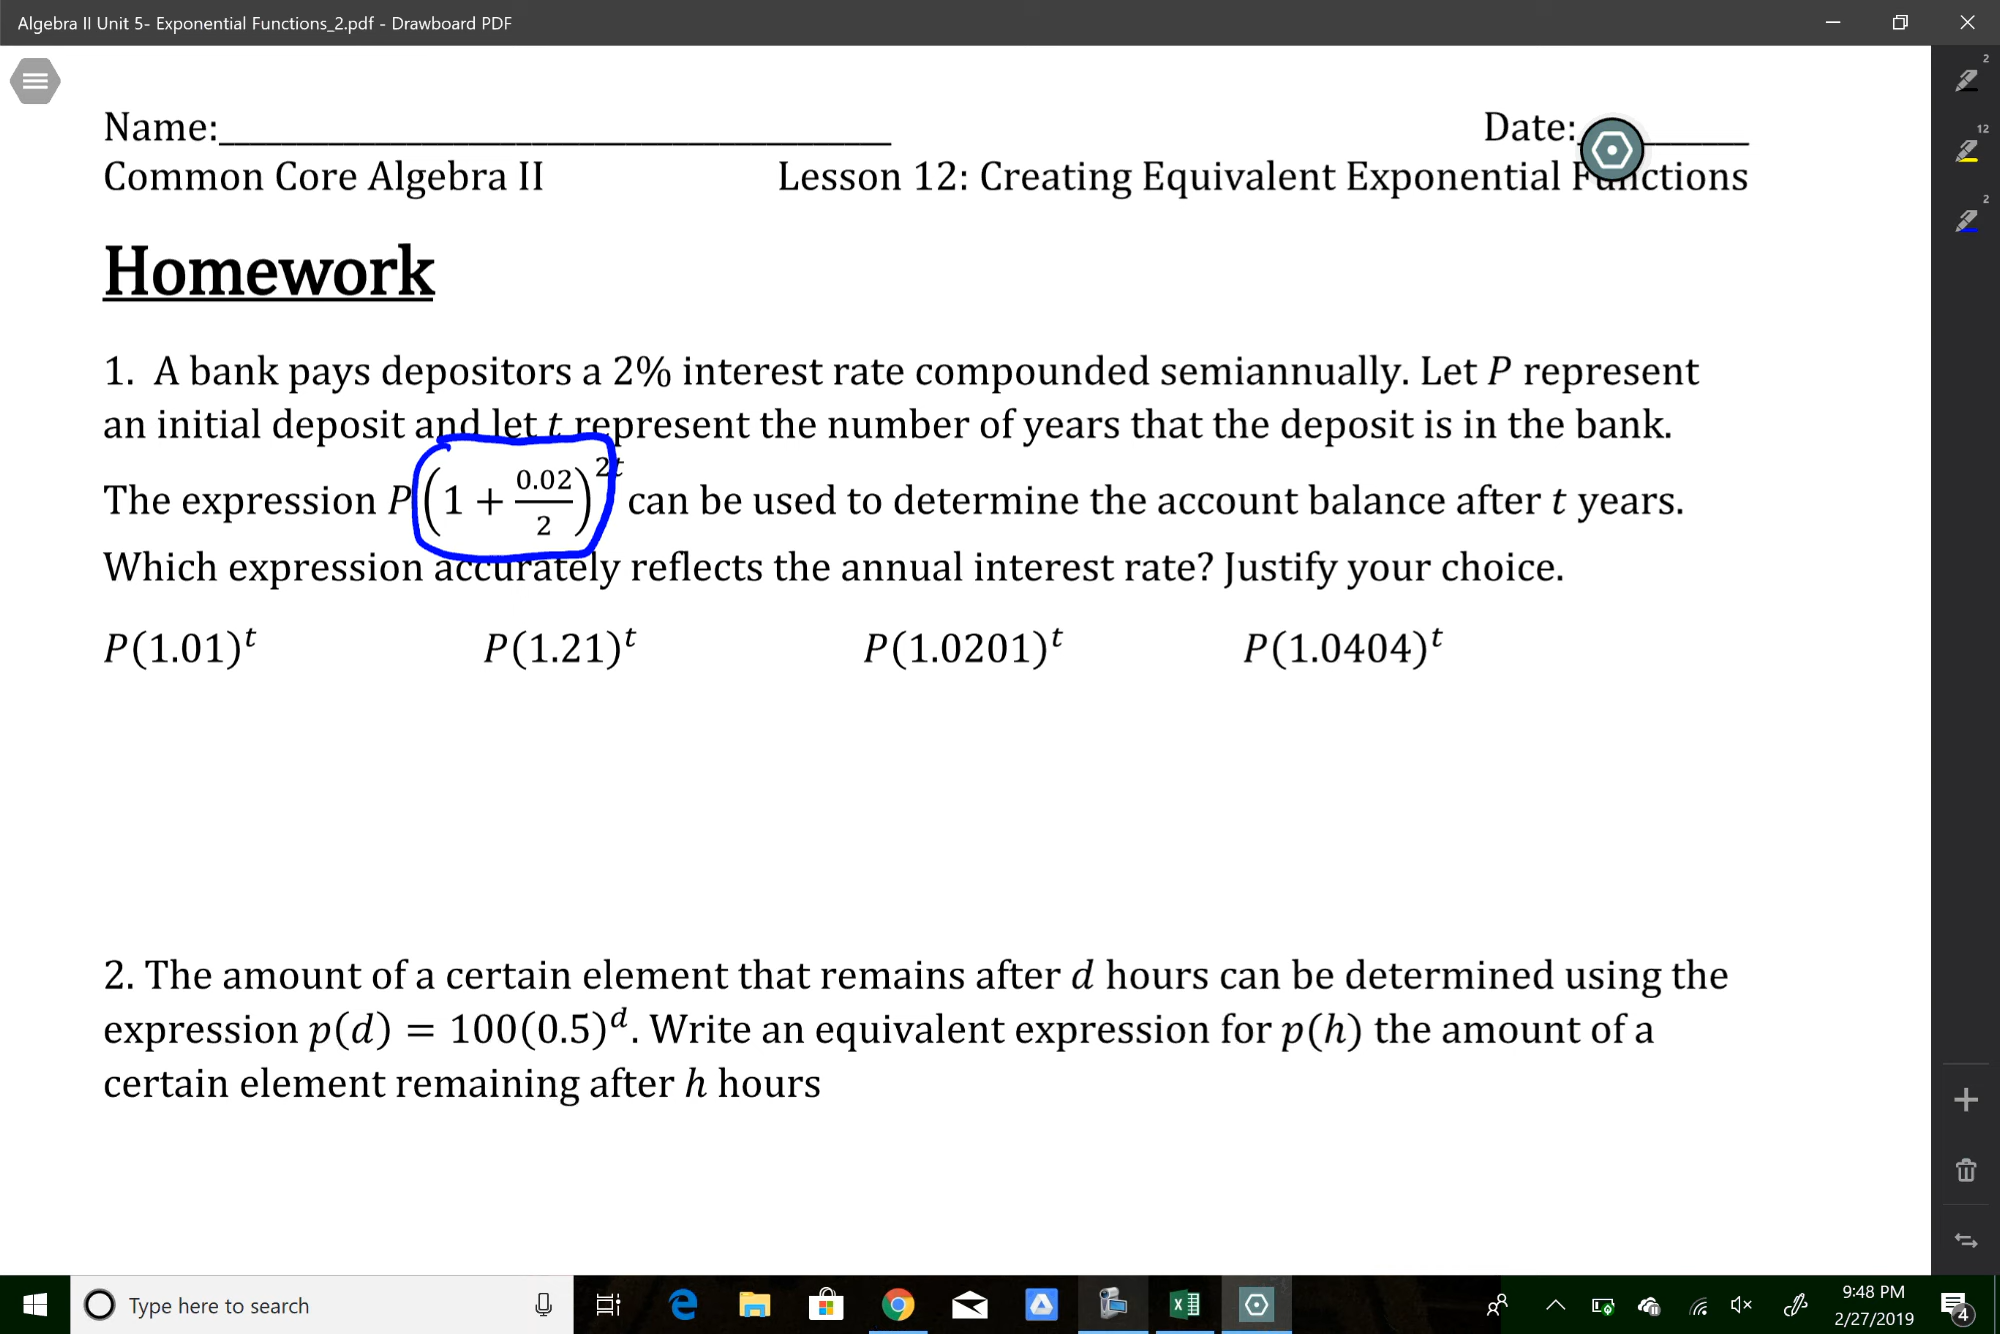 Algebra II Unit 5- Exponential Functions_2.pdf - Drawboard PDF
2
12
2
Name:______________________________ Date:________
Common Core Algebra II Lesson 12: Creating Equivalent Exponential Functions
Homework
1. A bank pays depositors a 2% interest rate compounded semiannually. Let P represent
an initial deposit and let t represent the number of years that the deposit is in the bank.
The expression P(1 + 0.02/2)^2t can be used to determine the account balance after t years.
Which expression accurately reflects the annual interest rate? Justify your choice.
P(1.01)^t P(1.21)^t P(1.0201)^t P(1.0404)^t
2. The amount of a certain element that remains after d hours can be determined using the
expression p(d) = 100(0.5)^d. Write an equivalent expression for p(h) the amount of a
certain element remaining after h hours
Type here to search
9:48 PM
2/27/2019
4